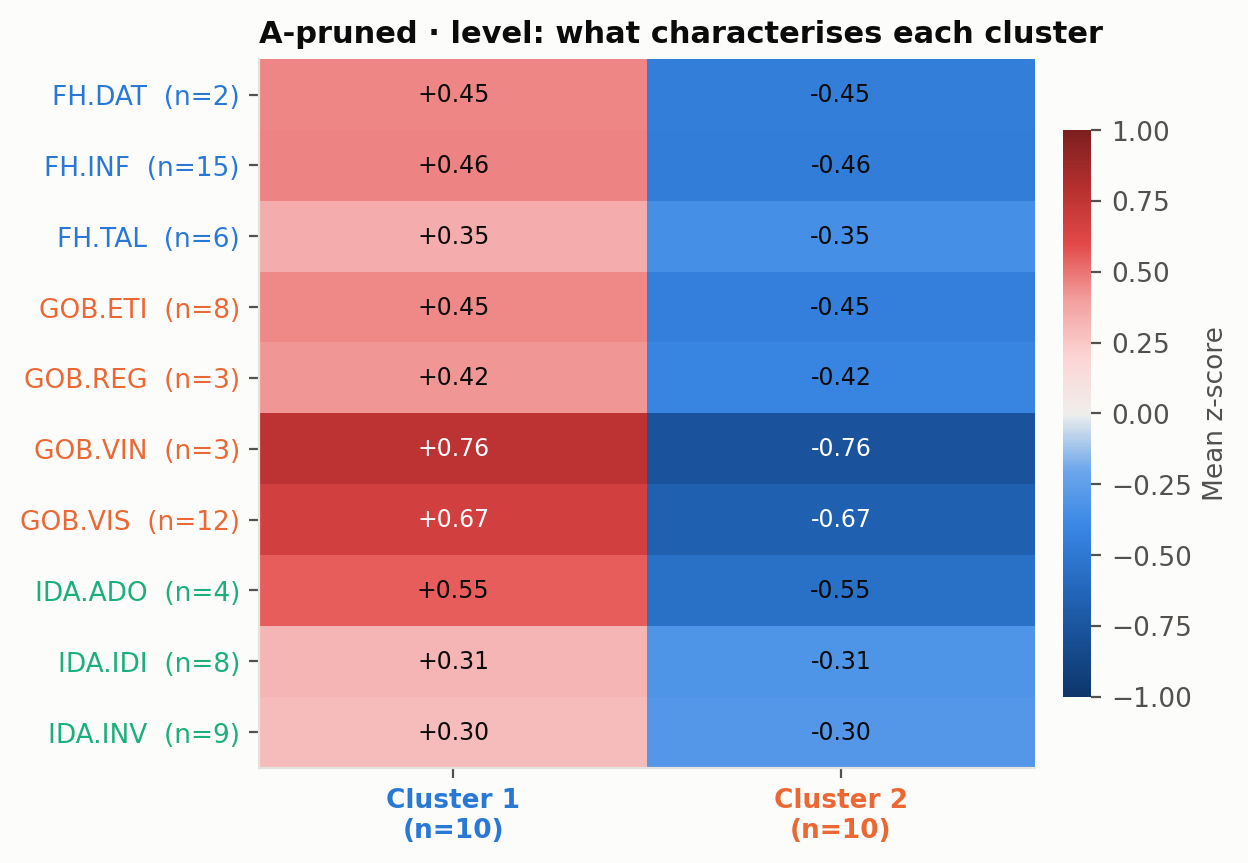 A-pruned · level: what characterises each cluster
FH.DAT (n=2)
+0.45
-0.45
FH.INF (n=15)
+0.46
-0.46
FH.TAL (n=6)
+0.35
-0.35
GOB.ETI (n=8)
+0.45
-0.45
GOB.REG (n=3)
+0.42
-0.42
GOB.VIN (n=3)
+0.76
-0.76
GOB.VIS (n=12)
+0.67
-0.67
IDA.ADO (n=4)
+0.55
-0.55
IDA.IDI (n=8)
+0.31
-0.31
IDA.INV (n=9)
+0.30
-0.30
Cluster 1
(n=10)
Cluster 2
(n=10)
1.00
0.75
0.50
0.25
0.00
−0.25
−0.50
−0.75
−1.00
Mean z-score